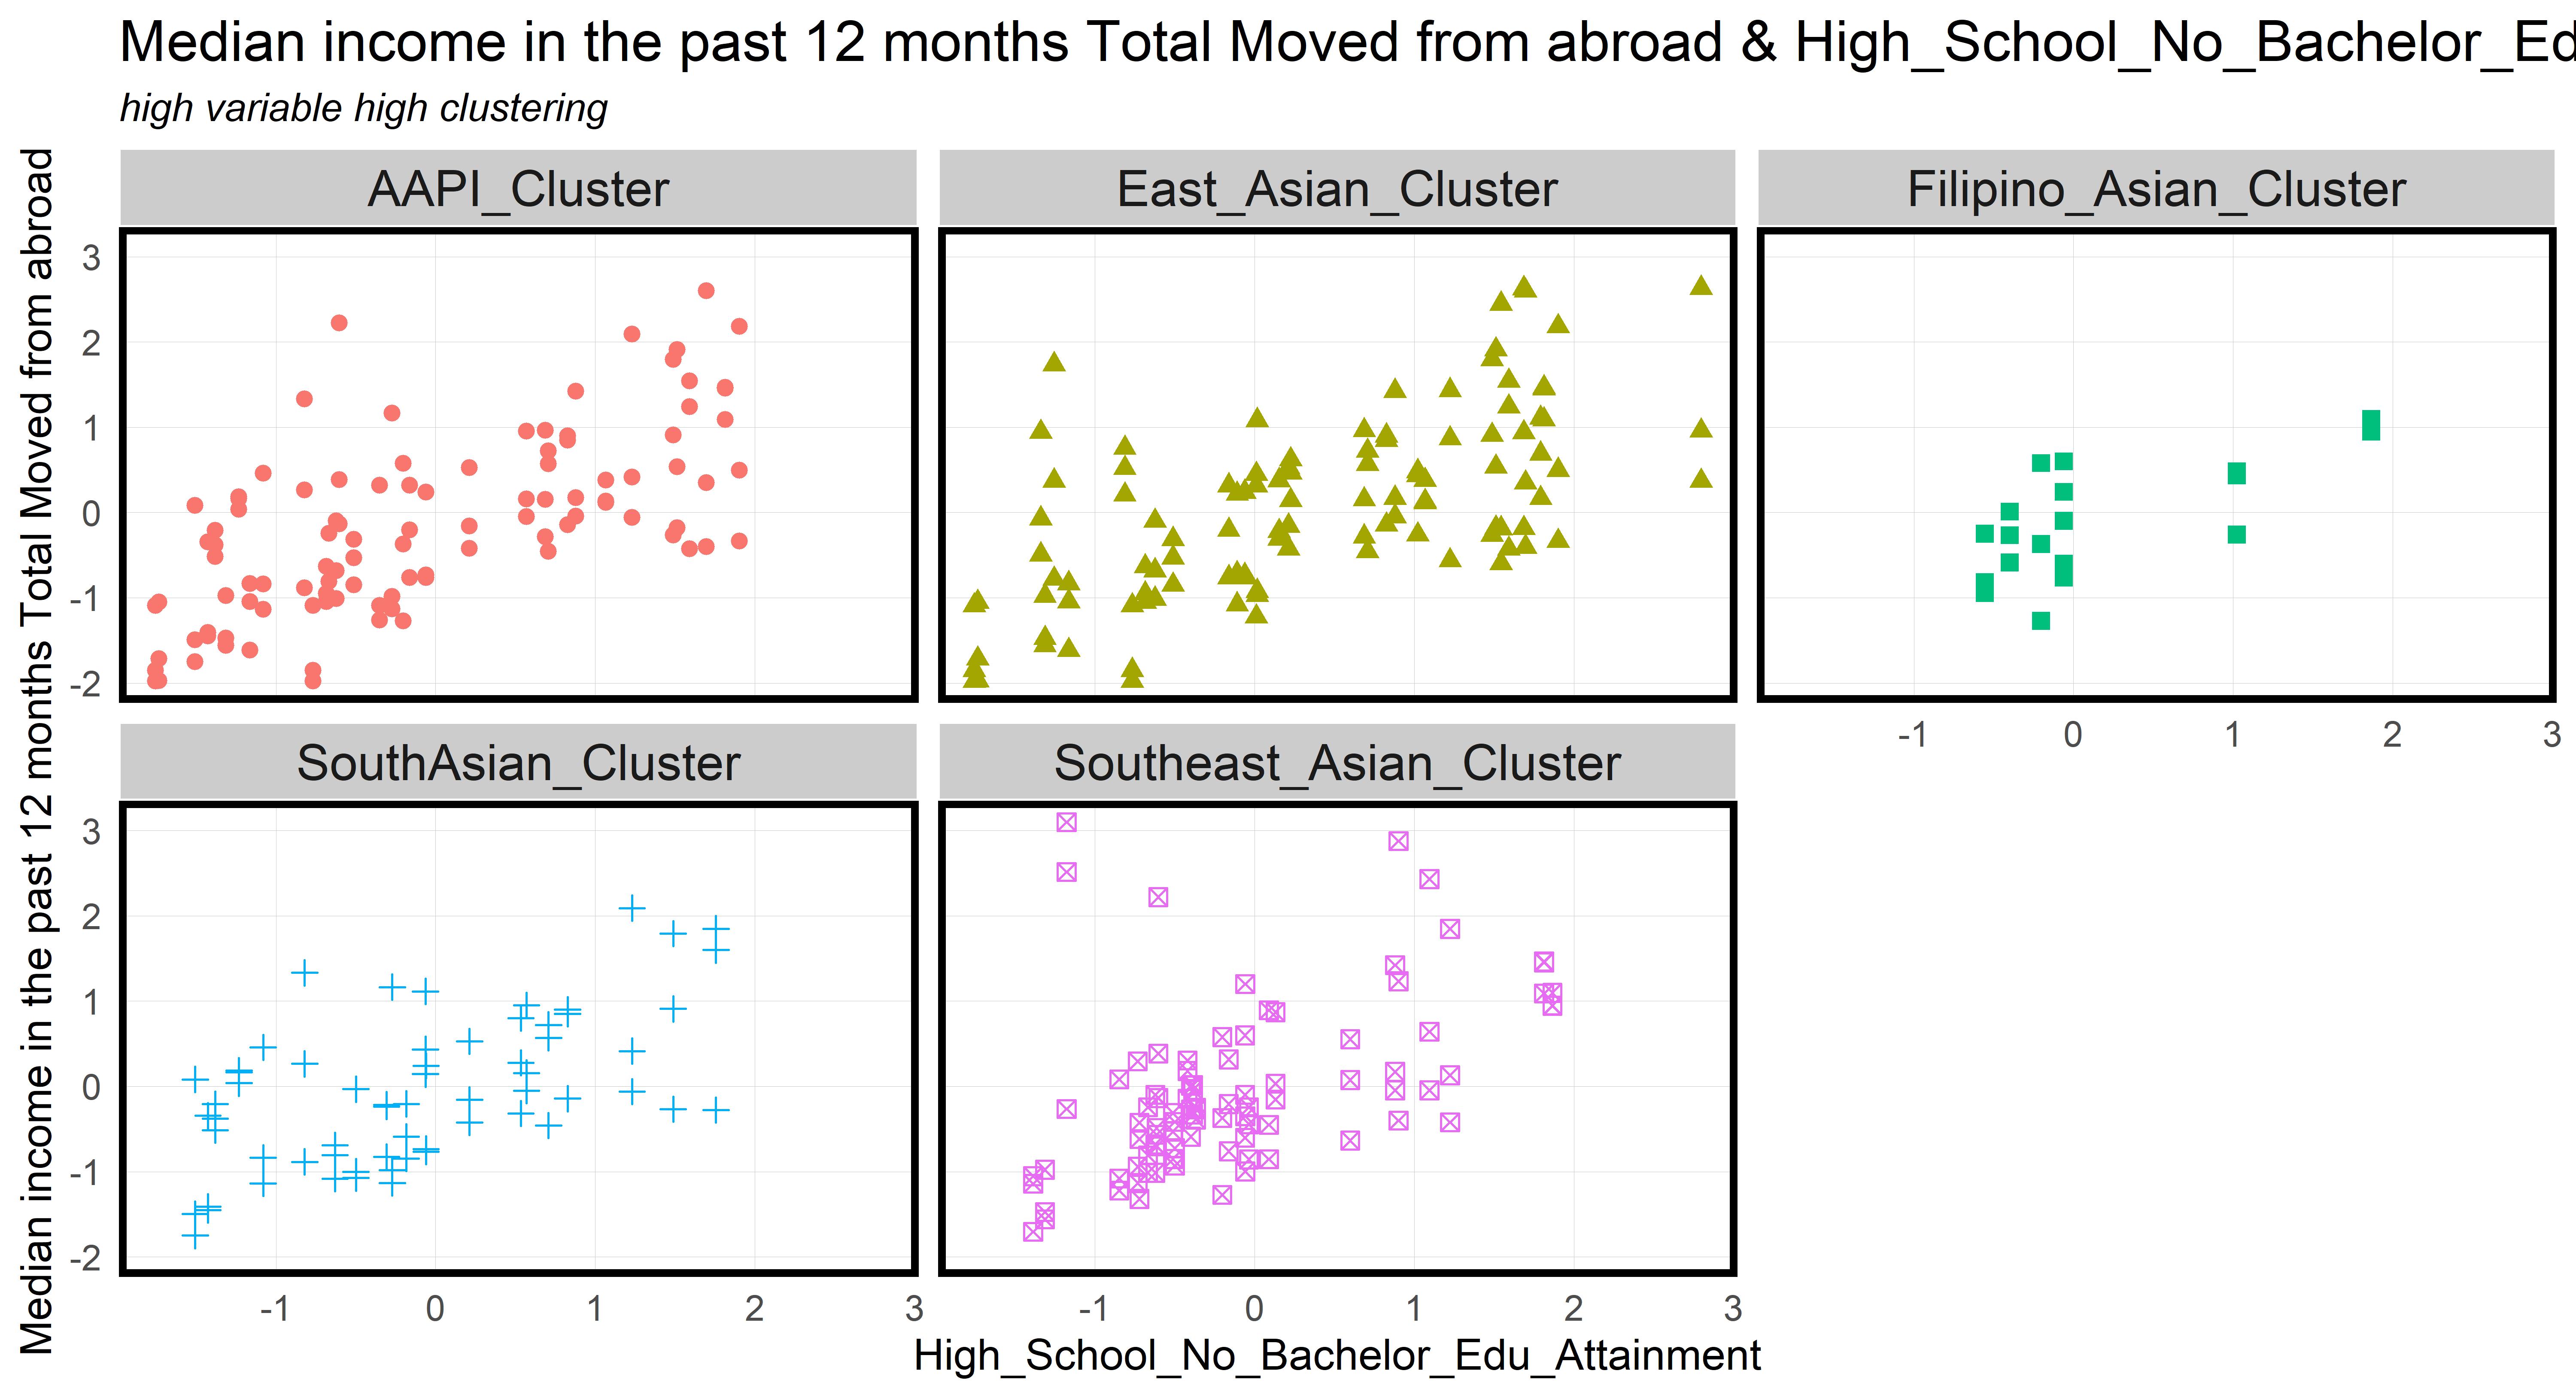 Median income in the past 12 months Total Moved from abroad & High_School_No_Bachelor_Ed
high variable high clustering
AAPI_Cluster
East_Asian_Cluster
Filipino_Asian_Cluster
3
2
1
0
-1
-2
-1 0 1 2 3
SouthAsian_Cluster
Southeast_Asian_Cluster
3
2
1
0
-1
-2
-1 0 1 2 3
-1 0 1 2 3
High_School_No_Bachelor_Edu_Attainment
Median income in the past 12 months Total Moved from abroad